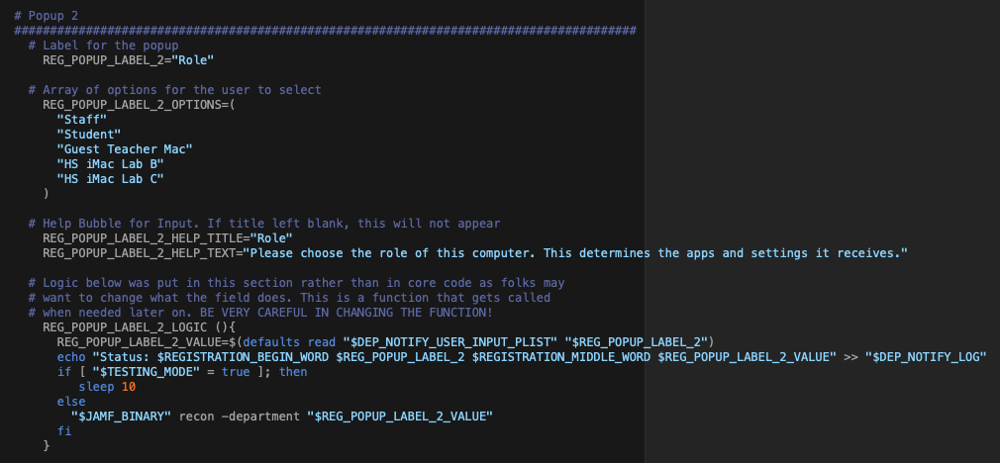 # Popup 2
#######################################################################################
# Label for the popup
REG_POPUP_LABEL_2="Role"
# Array of options for the user to select
REG_POPUP_LABEL_2_OPTIONS=(
"Staff"
"Student"
"Guest Teacher Mac"
"HS iMac Lab B"
"HS iMac Lab C"
)
# Help Bubble for Input. If title left blank, this will not appear
REG_POPUP_LABEL_2_HELP_TITLE="Role"
REG_POPUP_LABEL_2_HELP_TEXT="Please choose the role of this computer. This determines the apps and settings it receives."
# Logic below was put in this section rather than in core code as folks may
# want to change what the field does. This is a function that gets called
# when needed later on. BE VERY CAREFUL IN CHANGING THE FUNCTION!
REG_POPUP_LABEL_2_LOGIC (){
REG_POPUP_LABEL_2_VALUE=$(defaults read "$DEP_NOTIFY_USER_INPUT_PLIST" "$REG_POPUP_LABEL_2")
echo "Status: $REGISTRATION_BEGIN_WORD $REG_POPUP_LABEL_2 $REGISTRATION_MIDDLE_WORD $REG_POPUP_LABEL_2_VALUE" >> "$DEP_NOTIFY_LOG"
if [ "$TESTING_MODE" = true ]; then
sleep 10
else
"$JAMF_BINARY" recon -department "$REG_POPUP_LABEL_2_VALUE"
fi
}